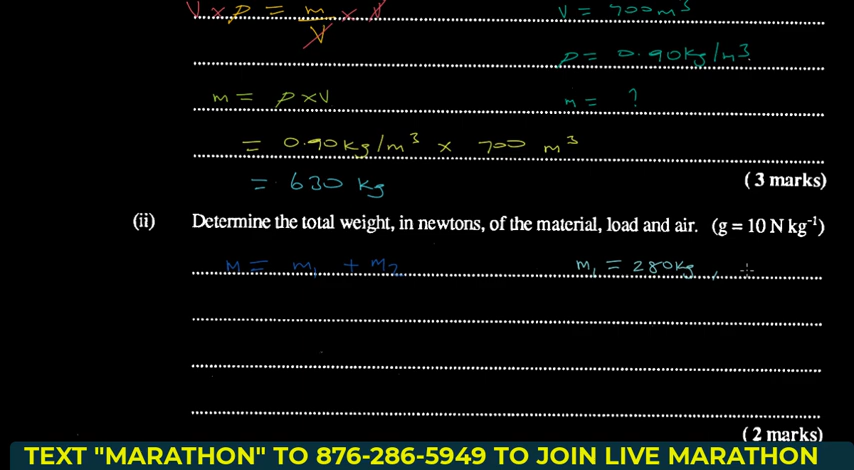 V × ρ = m/V × V
V = 700 m³
ρ = 0.90 kg/m³
m = ρ × V
m = ?
= 0.90 kg/m³ × 700 m³
= 630 kg
( 3 marks)
(ii) Determine the total weight, in newtons, of the material, load and air. (g = 10 N kg⁻¹)
M = m₁ + m₂
m₁ = 280 kg ,
( 2 marks)
TEXT "MARATHON" TO 876-286-5949 TO JOIN LIVE MARATHON